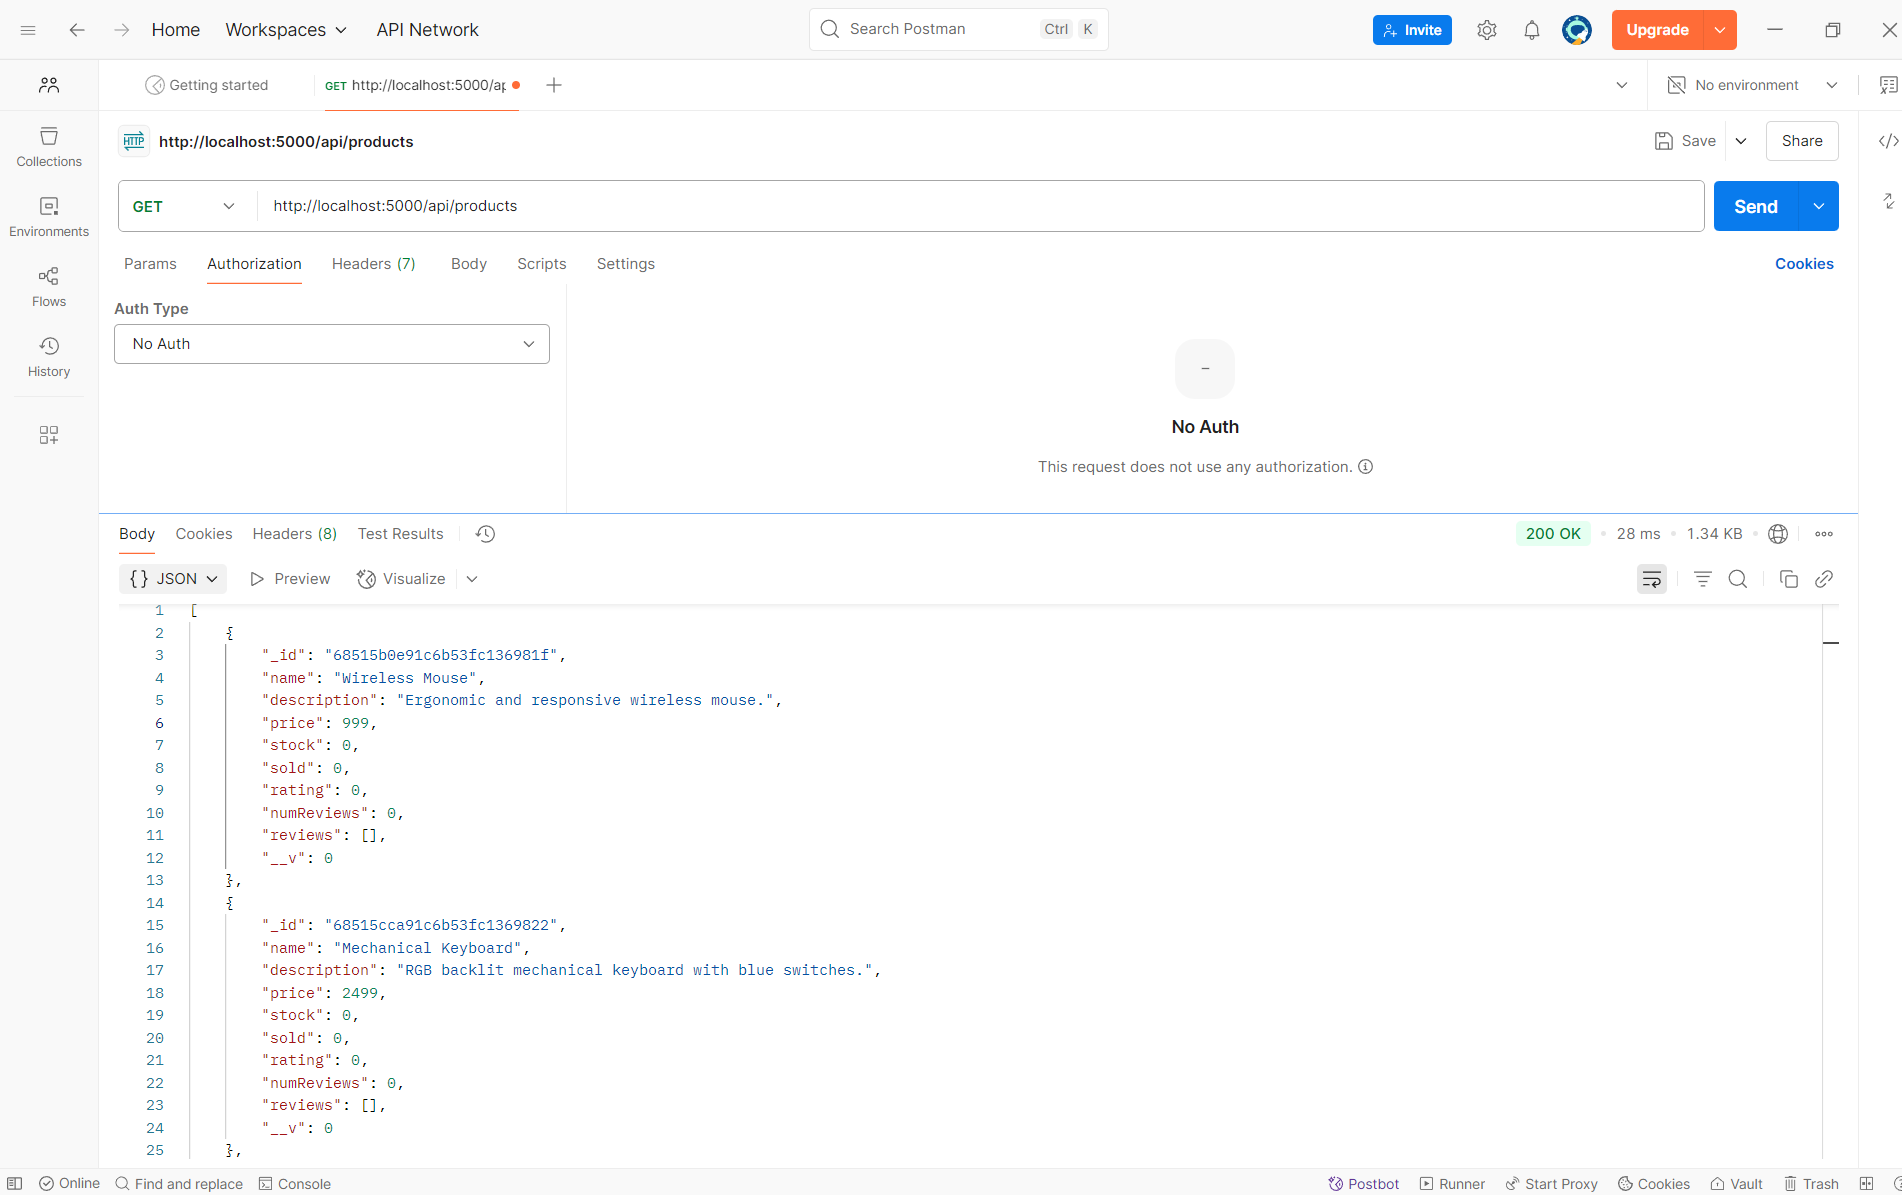 Home Workspaces API Network Search Postman Ctrl K Invite Upgrade
Getting started GET http://localhost:5000/ap No environment
HTTP http://localhost:5000/api/products Save Share
GET http://localhost:5000/api/products Send
Params Authorization Headers (7) Body Scripts Settings Cookies
Auth Type
No Auth
No Auth
This request does not use any authorization.
Collections
Environments
Flows
History
Body Cookies Headers (8) Test Results 200 OK • 28 ms • 1.34 KB
{} JSON Preview Visualize
1 [
2 {
3 "_id": "68515b0e91c6b53fc136981f",
4 "name": "Wireless Mouse",
5 "description": "Ergonomic and responsive wireless mouse.",
6 "price": 999,
7 "stock": 0,
8 "sold": 0,
9 "rating": 0,
10 "numReviews": 0,
11 "reviews": [],
12 "__v": 0
13 },
14 {
15 "_id": "68515cca91c6b53fc1369822",
16 "name": "Mechanical Keyboard",
17 "description": "RGB backlit mechanical keyboard with blue switches.",
18 "price": 2499,
19 "stock": 0,
20 "sold": 0,
21 "rating": 0,
22 "numReviews": 0,
23 "reviews": [],
24 "__v": 0
25 },
Online Find and replace Console Postbot Runner Start Proxy Cookies Vault Trash